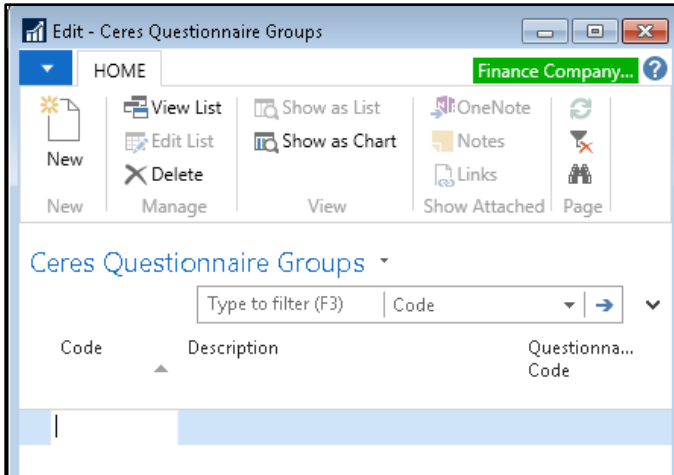 Edit - Ceres Questionnaire Groups
HOME
Finance Company...
?
New
View List
Edit List
Delete
Show as List
Show as Chart
OneNote
Notes
Links
New
Manage
View
Show Attached
Page
Ceres Questionnaire Groups
Type to filter (F3)
Code
Code
Description
Questionna...
Code